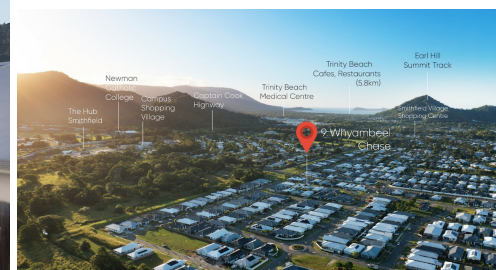 Newman
Catholic
College
The Hub
Smithfield
Campus
Shopping
Village
Captain Cook
Highway
Trinity Beach
Medical Centre
Trinity Beach
Cafes, Restaurants
(5.8km)
Earl Hill
Summit Track
Smithfield Village
Shopping Centre
9 Whyambeel
Chase